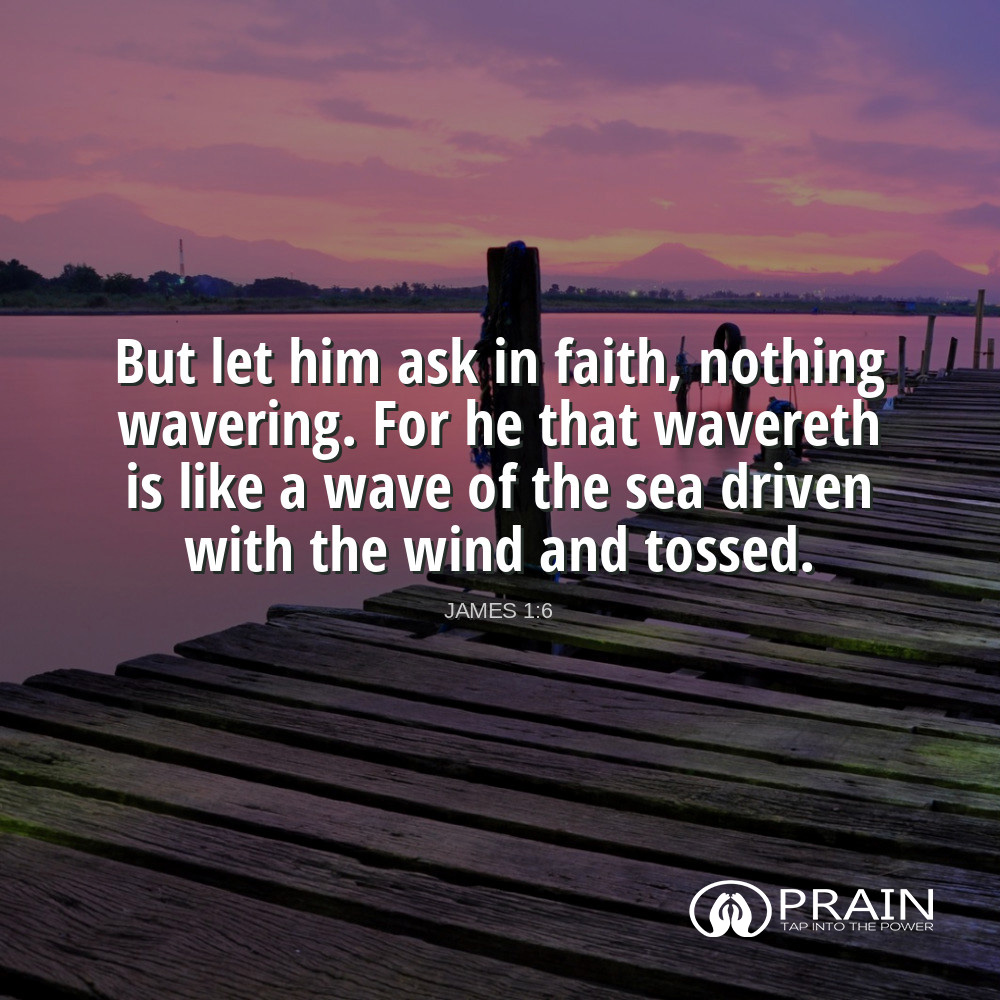 But let him ask in faith, nothing
wavering. For he that wavereth
is like a wave of the sea driven
with the wind and tossed.
JAMES 1:6
PRAIN
TAP INTO THE POWER